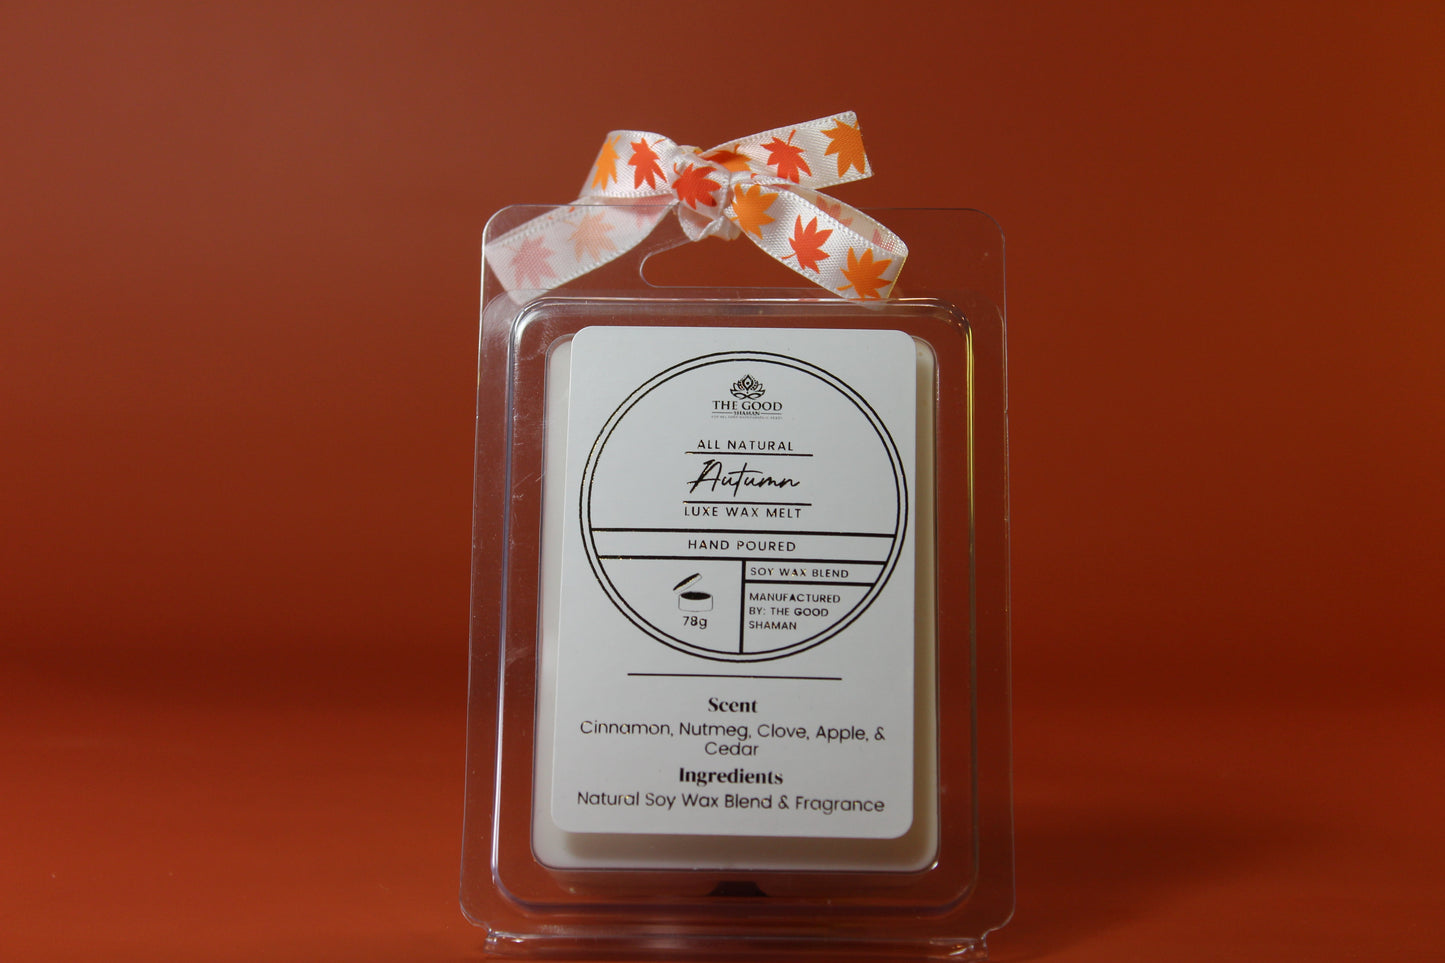 THE GOOD
SHAMAN
ALL NATURAL
Autumn
LUXE WAX MELT
HAND POURED
78g
SOY WAX BLEND
MANUFACTURED
BY: THE GOOD
SHAMAN
Scent
Cinnamon, Nutmeg, Clove, Apple, &
Cedar
Ingredients
Natural Soy Wax Blend & Fragrance